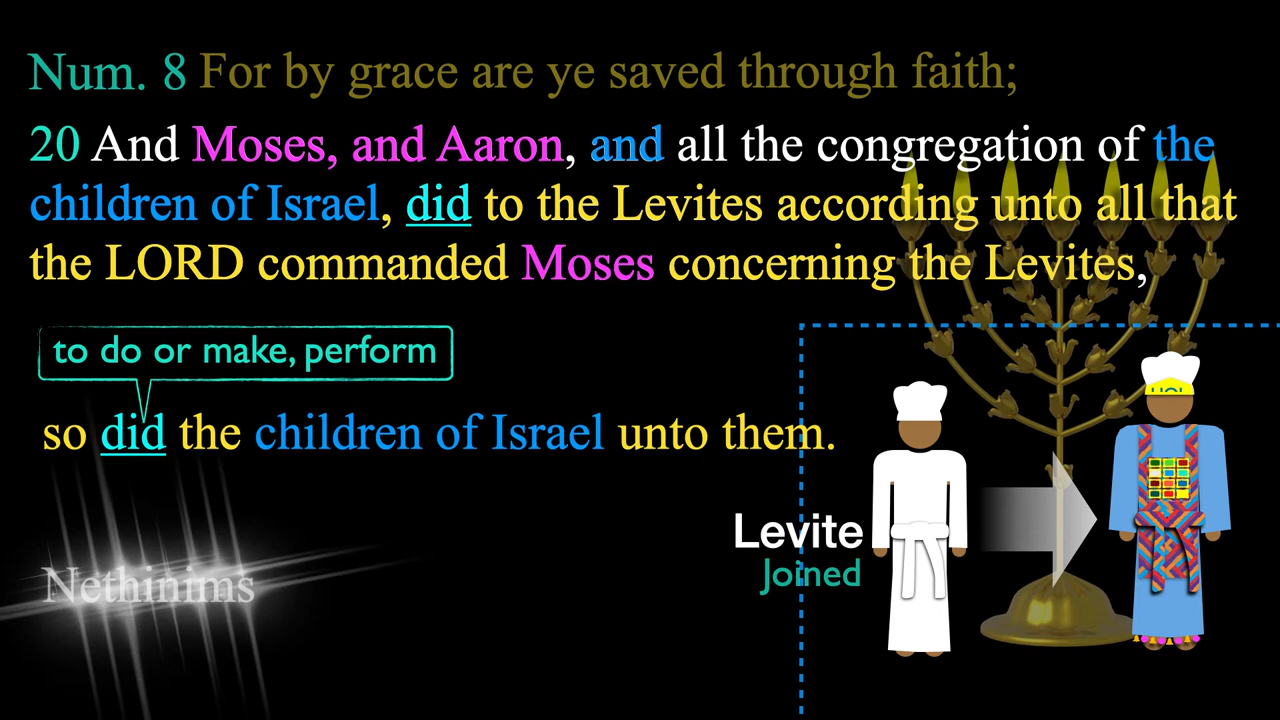 Num. 8 For by grace are ye saved through faith;
20 And Moses, and Aaron, and all the congregation of the
children of Israel, did to the Levites according unto all that
the LORD commanded Moses concerning the Levites,
to do or make, perform
so did the children of Israel unto them.
Levite
Joined
Nethinims